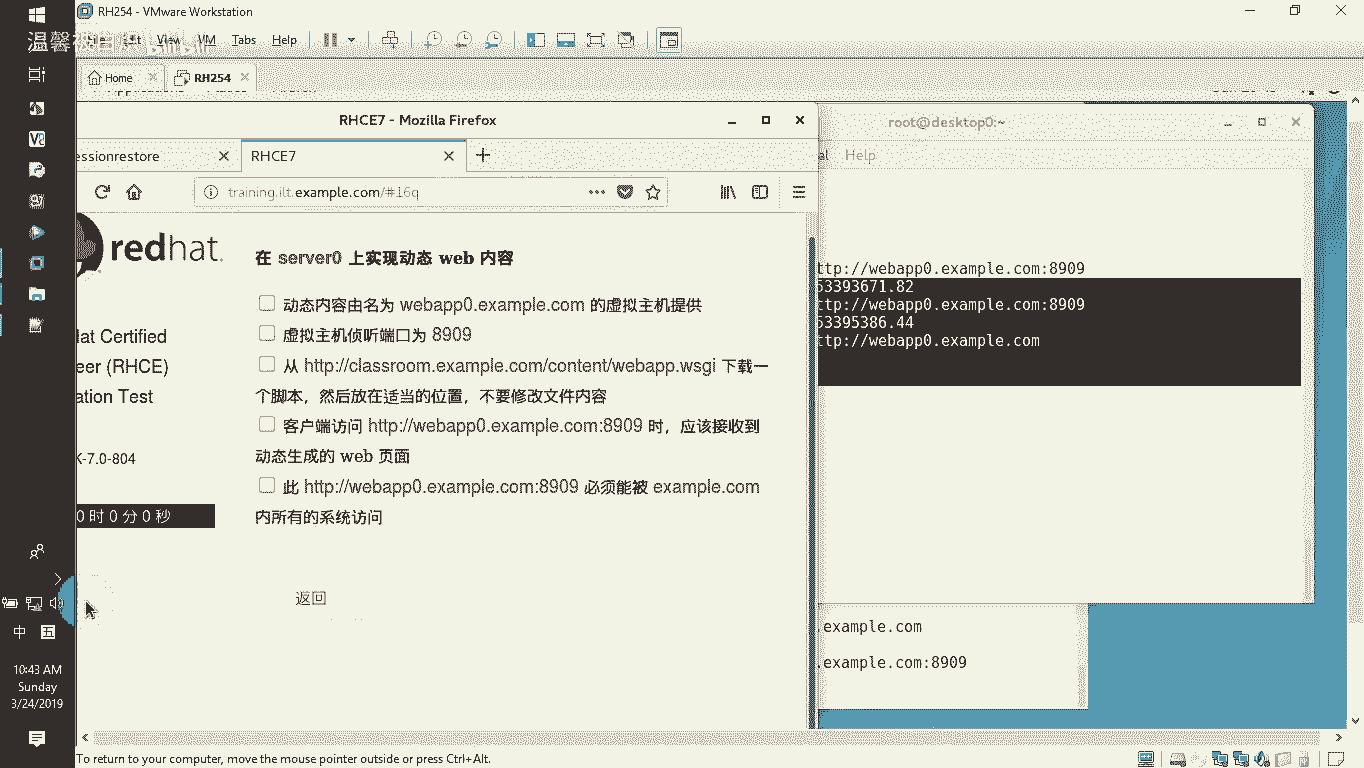 RH254 - VMware Workstation
View VM Tabs Help
Home
RH254
RHCE7 - Mozilla Firefox
root@desktop0:~
essionrestore
RHCE7
al Help
training.ilt.example.com/#16q
redhat.
在 server0 上实现动态 web 内容
ttp://webapp0.example.com:8909
53393671.82
动态内容由名为 webapp0.example.com 的虚拟主机提供
ttp://webapp0.example.com:8909
53395386.44
虚拟主机侦听端口为 8909
ttp://webapp0.example.com
lat Certified
eer (RHCE)
ation Test
从 http://classroom.example.com/content/webapp.wsgi 下载一
个脚本，然后放在适当的位置，不要修改文件内容
客户端访问 http://webapp0.example.com:8909 时，应该接收到
动态生成的 web 页面
K-7.0-804
此 http://webapp0.example.com:8909 必须能被 example.com
内所有的系统访问
0 时 0 分 0 秒
返回
.example.com
.example.com:8909
中 五
10:43 AM
Sunday
3/24/2019
To return to your computer, move the mouse pointer outside or press Ctrl+Alt.